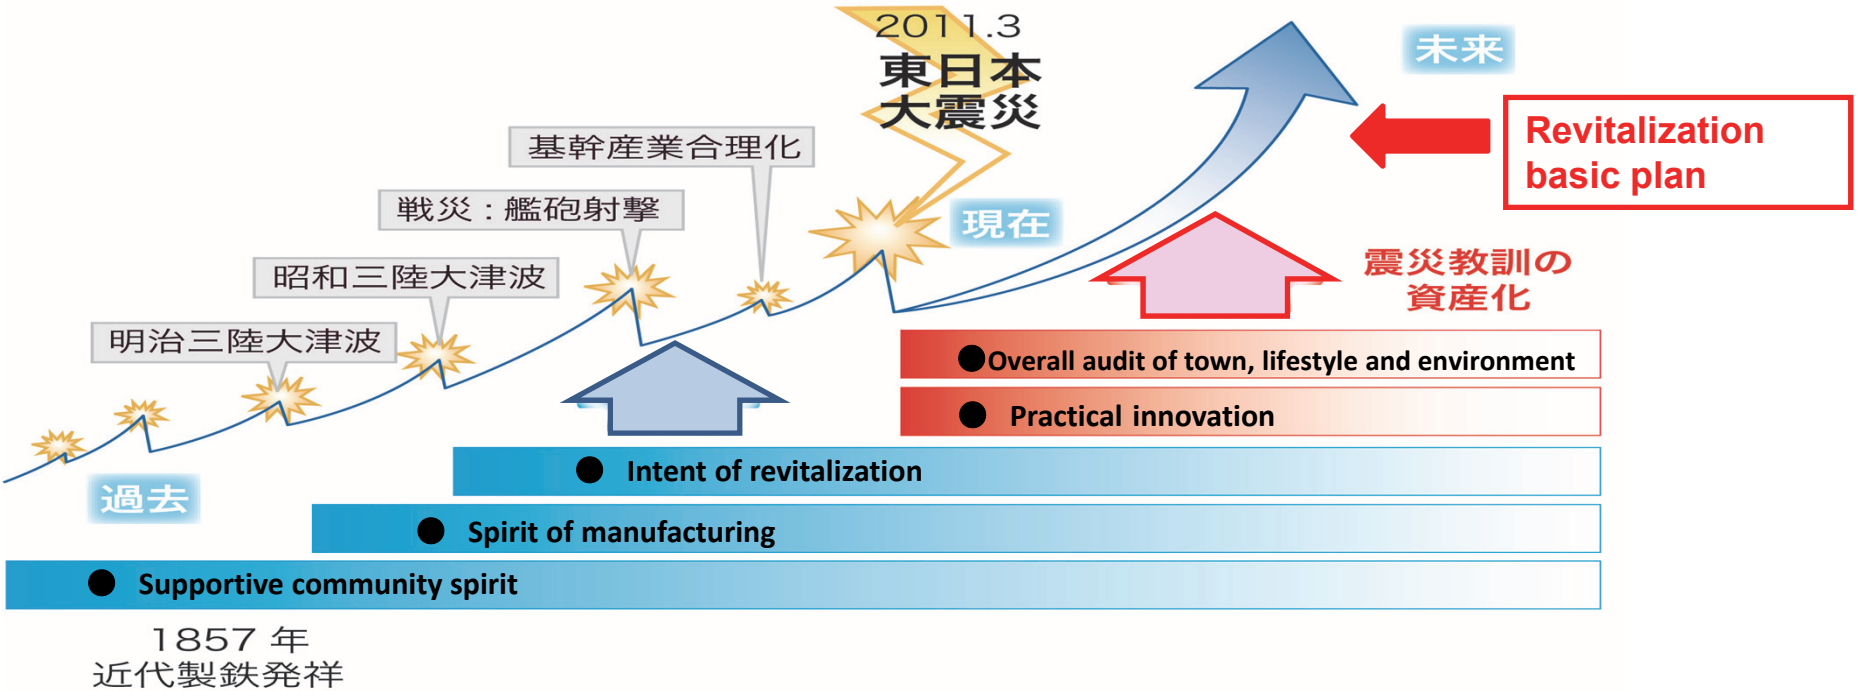 2011.3
東日本
大震災
未来
Revitalization
basic plan
基幹産業合理化
戦災：艦砲射撃
現在
昭和三陸大津波
震災教訓の
資産化
明治三陸大津波
●Overall audit of town, lifestyle and environment
● Practical innovation
● Intent of revitalization
過去
● Spirit of manufacturing
● Supportive community spirit
1857 年
近代製鉄発祥